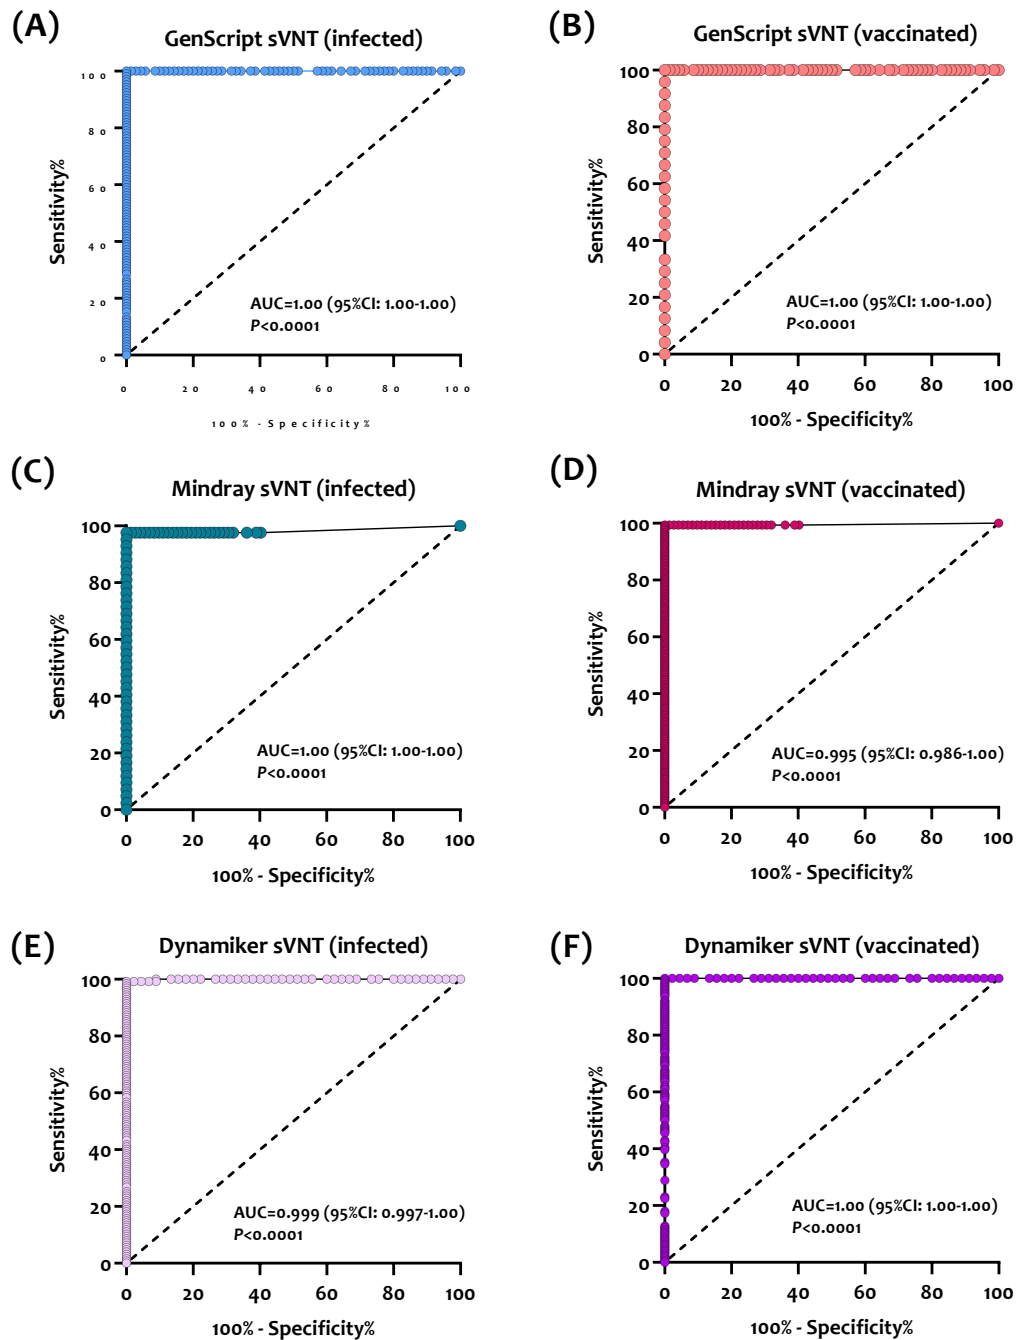 (A)
GenScript sVNT (infected)
100
80
60
40
20
0
Sensitivity%
AUC=1.00 (95%CI: 1.00-1.00)
P<0.0001
0 20 40 60 80 100
100% - Specificity%
(B)
GenScript sVNT (vaccinated)
100
80
60
40
20
0
Sensitivity%
AUC=1.00 (95%CI: 1.00-1.00)
P<0.0001
0 20 40 60 80 100
100% - Specificity%
(C)
Mindray sVNT (infected)
100
80
60
40
20
0
Sensitivity%
AUC=1.00 (95%CI: 1.00-1.00)
P<0.0001
0 20 40 60 80 100
100% - Specificity%
(D)
Mindray sVNT (vaccinated)
100
80
60
40
20
0
Sensitivity%
AUC=0.995 (95%CI: 0.986-1.00)
P<0.0001
0 20 40 60 80 100
100% - Specificity%
(E)
Dynamiker sVNT (infected)
100
80
60
40
20
0
Sensitivity%
AUC=0.999 (95%CI: 0.997-1.00)
P<0.0001
0 20 40 60 80 100
100% - Specificity%
(F)
Dynamiker sVNT (vaccinated)
100
80
60
40
20
0
Sensitivity%
AUC=1.00 (95%CI: 1.00-1.00)
P<0.0001
0 20 40 60 80 100
100% - Specificity%